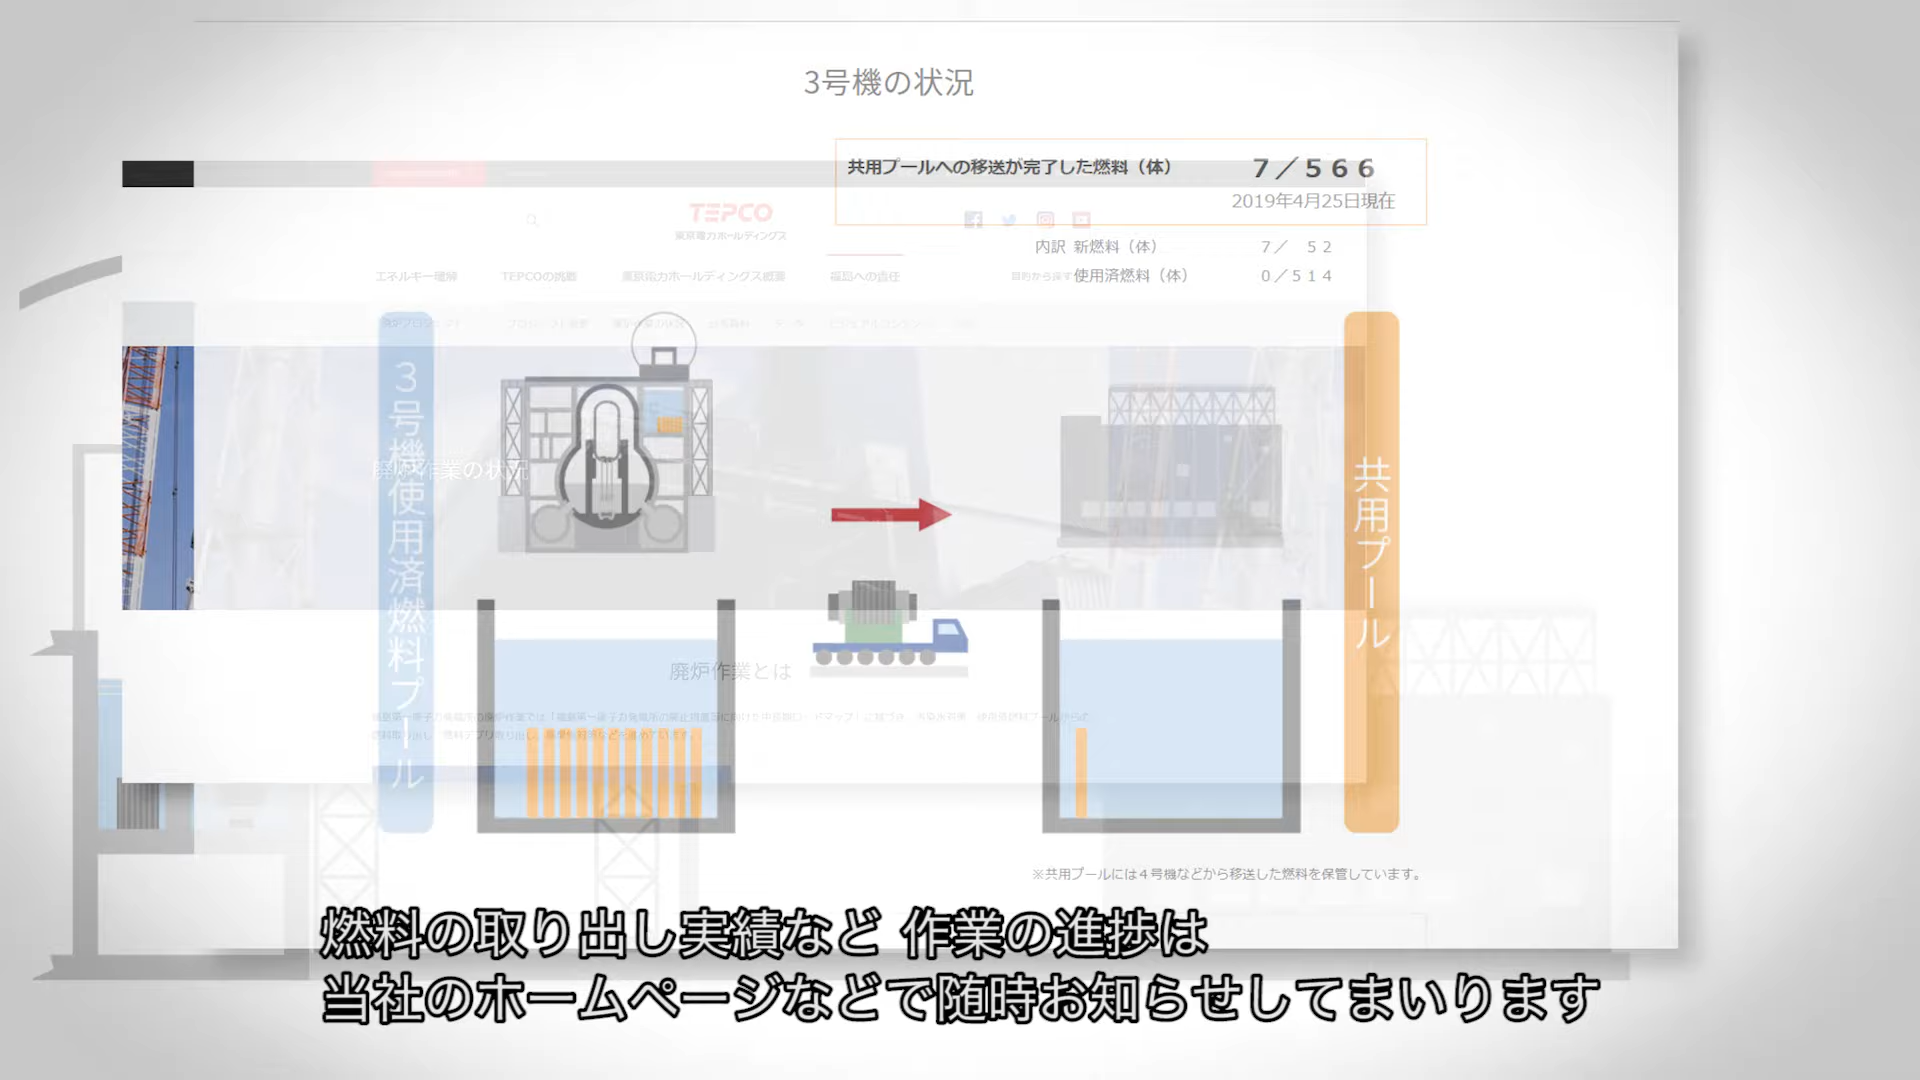 3号機の状況
共用プールへの移送が完了した燃料（体） 7／566
2019年4月25日現在
内訳 新燃料（体） 7／ 52
使用済燃料（体） 0／514
TEPCO
東京電力ホールディングス
エネルギー理解 TEPCOの挑戦 東京電力ホールディングス概要 福島への責任 目的から探す
3号機使用済燃料プール
廃炉作業の状況
共用プール
廃炉作業とは
※共用プールには４号機などから移送した燃料を保管しています。
燃料の取り出し実績など 作業の進捗は
当社のホームページなどで随時お知らせしてまいります